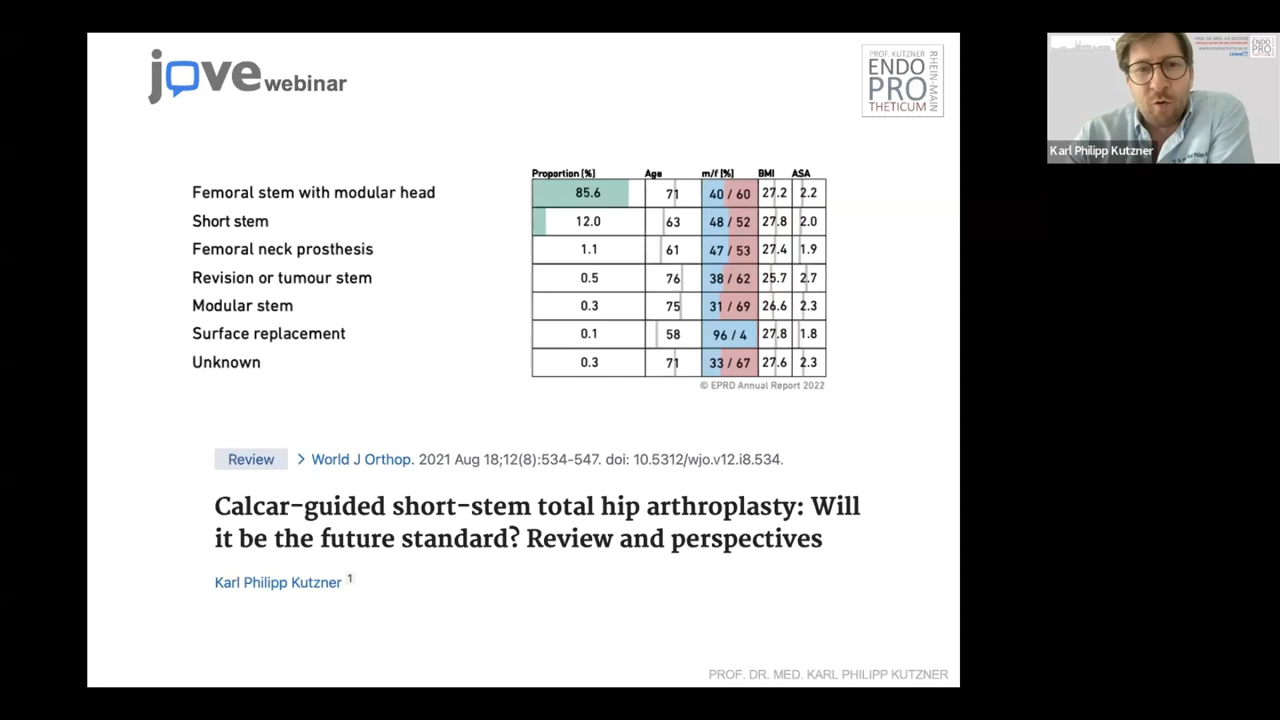 jove webinar
PROF. KUTZNER
ENDO
PRO
THETICUM
RHEIN-MAIN
Karl Philipp Kutzner
Proportion [%] Age m/f [%] BMI ASA
Femoral stem with modular head 85.6 71 40 / 60 27.2 2.2
Short stem 12.0 63 48 / 52 27.8 2.0
Femoral neck prosthesis 1.1 61 47 / 53 27.4 1.9
Revision or tumour stem 0.5 76 38 / 62 25.7 2.7
Modular stem 0.3 75 31 / 69 26.6 2.3
Surface replacement 0.1 58 96 / 4 27.8 1.8
Unknown 0.3 71 33 / 67 27.6 2.3
© EPRD Annual Report 2022
Review > World J Orthop. 2021 Aug 18;12(8):534-547. doi: 10.5312/wjo.v12.i8.534.
Calcar-guided short-stem total hip arthroplasty: Will
it be the future standard? Review and perspectives
Karl Philipp Kutzner 1
PROF. DR. MED. KARL PHILIPP KUTZNER